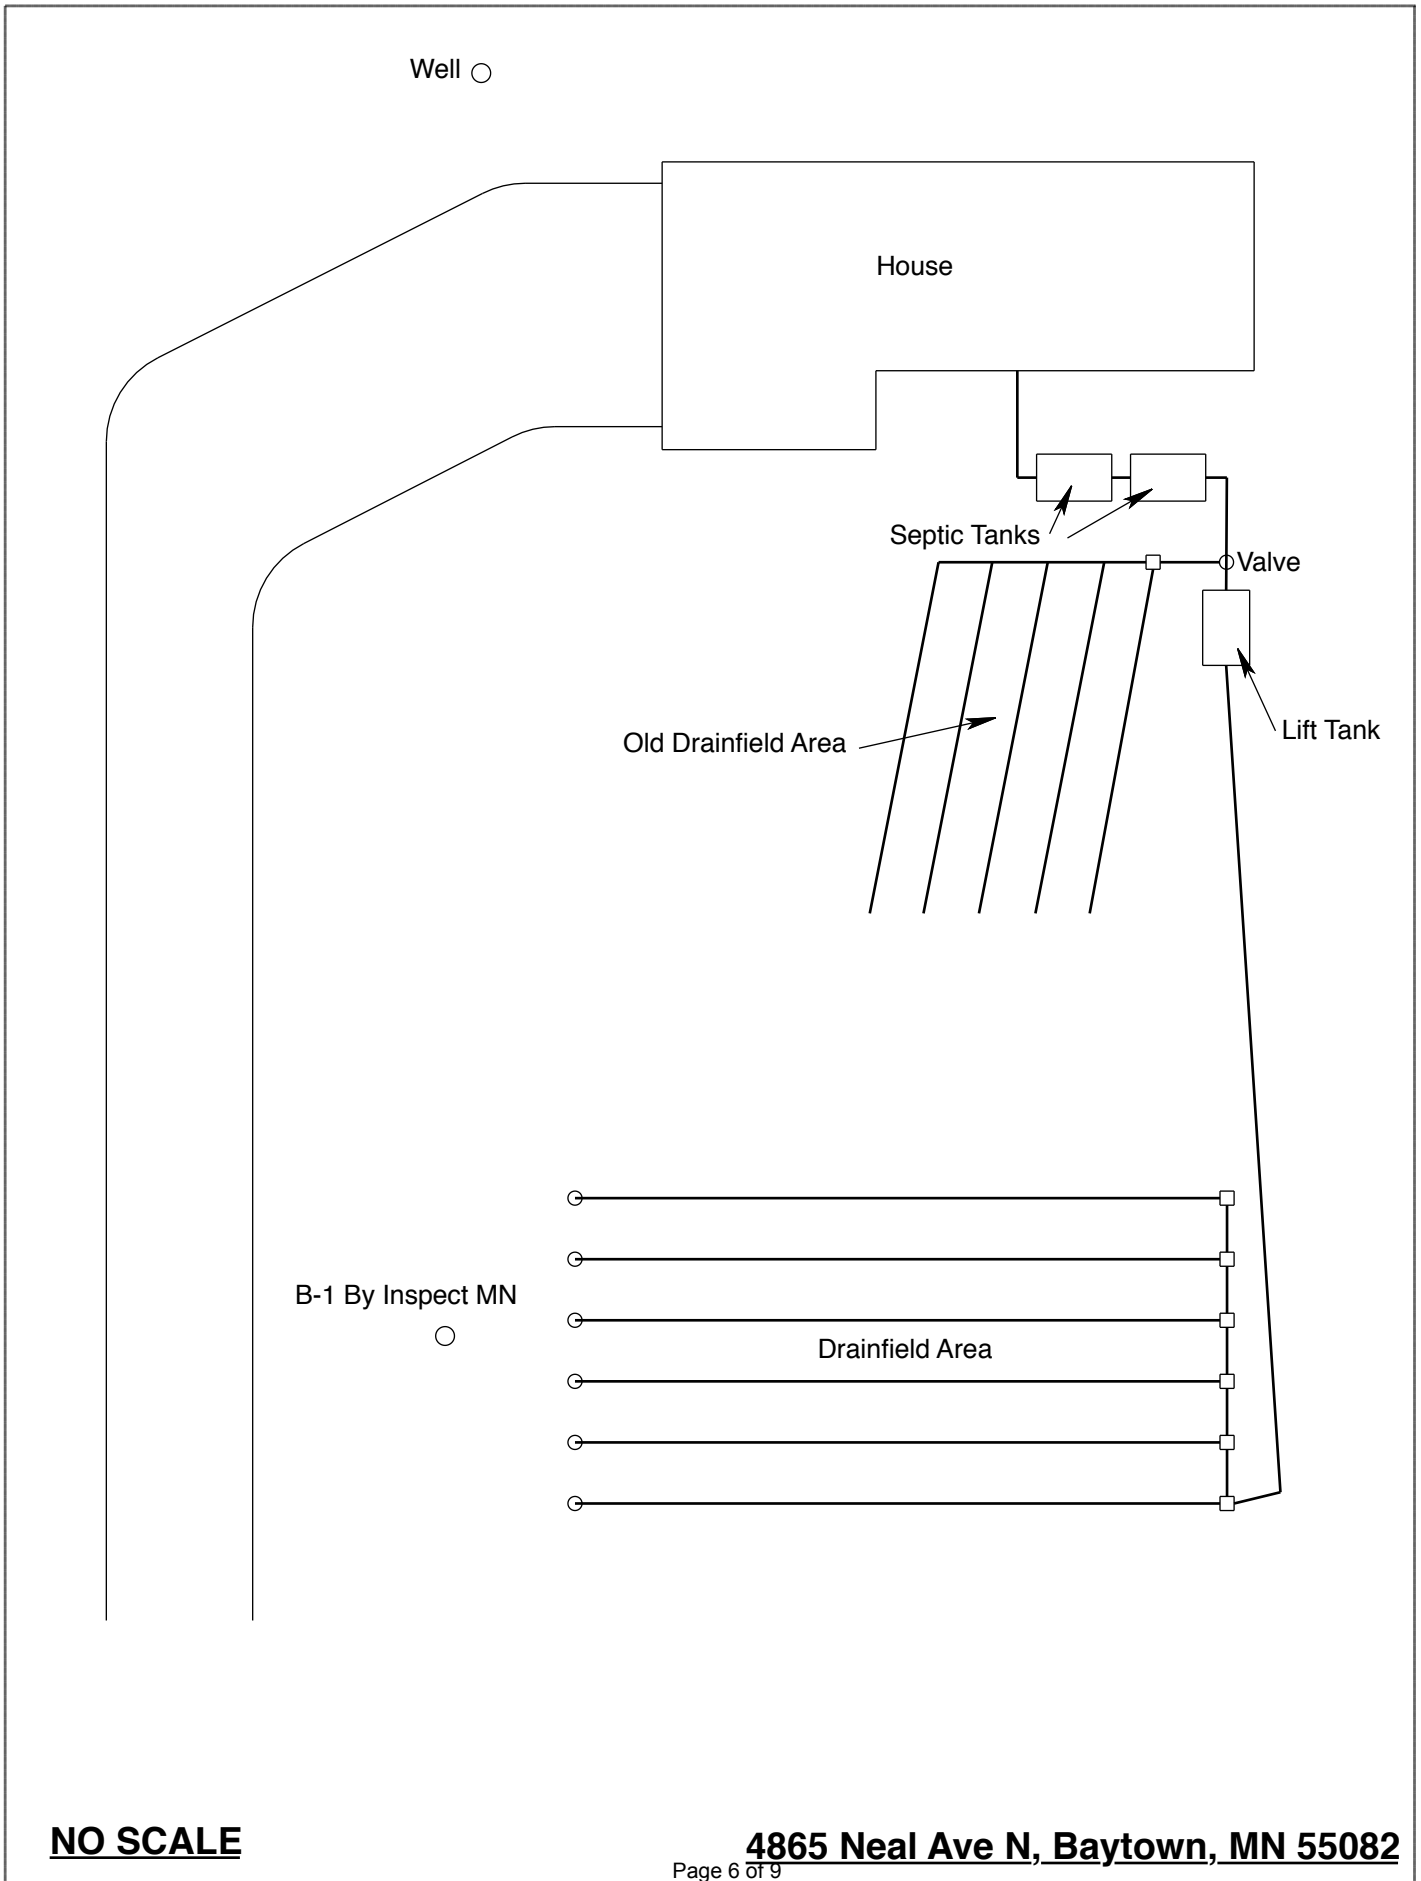 Well
House
Septic Tanks
Valve
Lift Tank
Old Drainfield Area
B-1 By Inspect MN
Drainfield Area
NO SCALE
4865 Neal Ave N, Baytown, MN 55082
Page 6 of 9